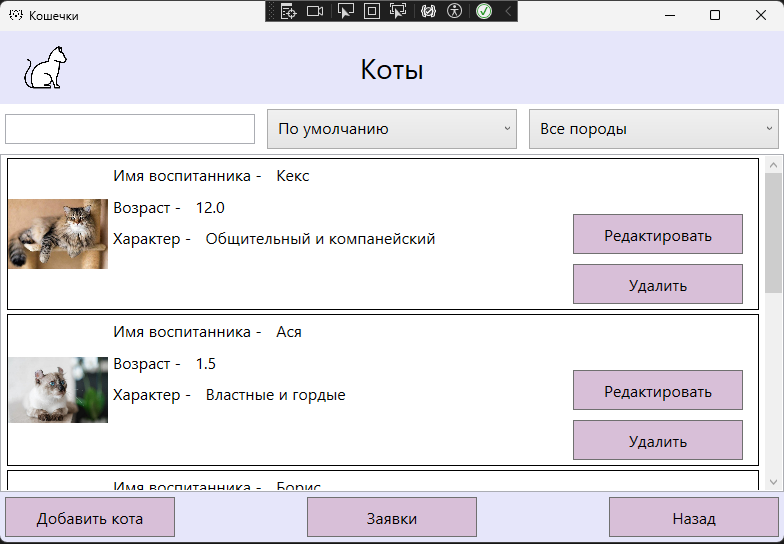 Кошечки
Коты
По умолчанию
Все породы
Имя воспитанника - Кекс
Возраст - 12.0
Характер - Общительный и компанейский
Редактировать
Удалить
Имя воспитанника - Ася
Возраст - 1.5
Характер - Властные и гордые
Редактировать
Удалить
Имя воспитанника - Борис
Добавить кота
Заявки
Назад